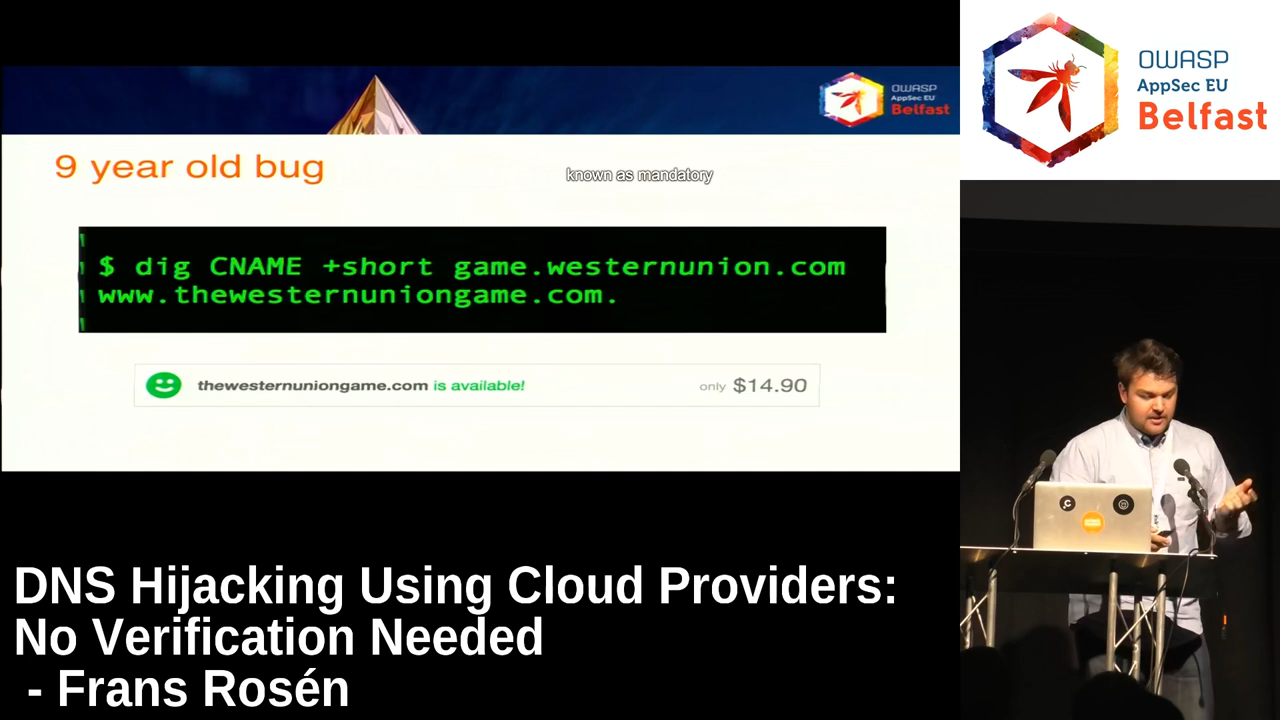 OWASP
AppSec EU
Belfast
OWASP
AppSec EU
Belfast
9 year old bug
known as mandatory
$ dig CNAME +short game.westernunion.com
www.thewesternuniongame.com.
thewesternuniongame.com is available!
only $14.90
DNS Hijacking Using Cloud Providers:
No Verification Needed
- Frans Rosén